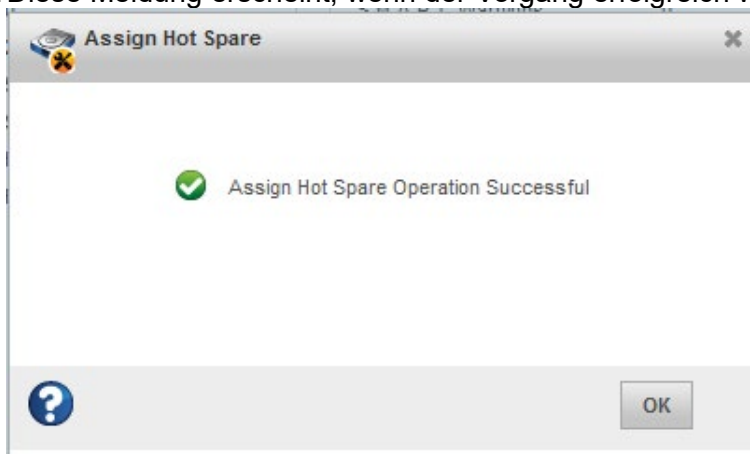 Diese Meldung erscheint, wenn der Vorgang erfolgreich
Assign Hot Spare
Assign Hot Spare Operation Successful
OK